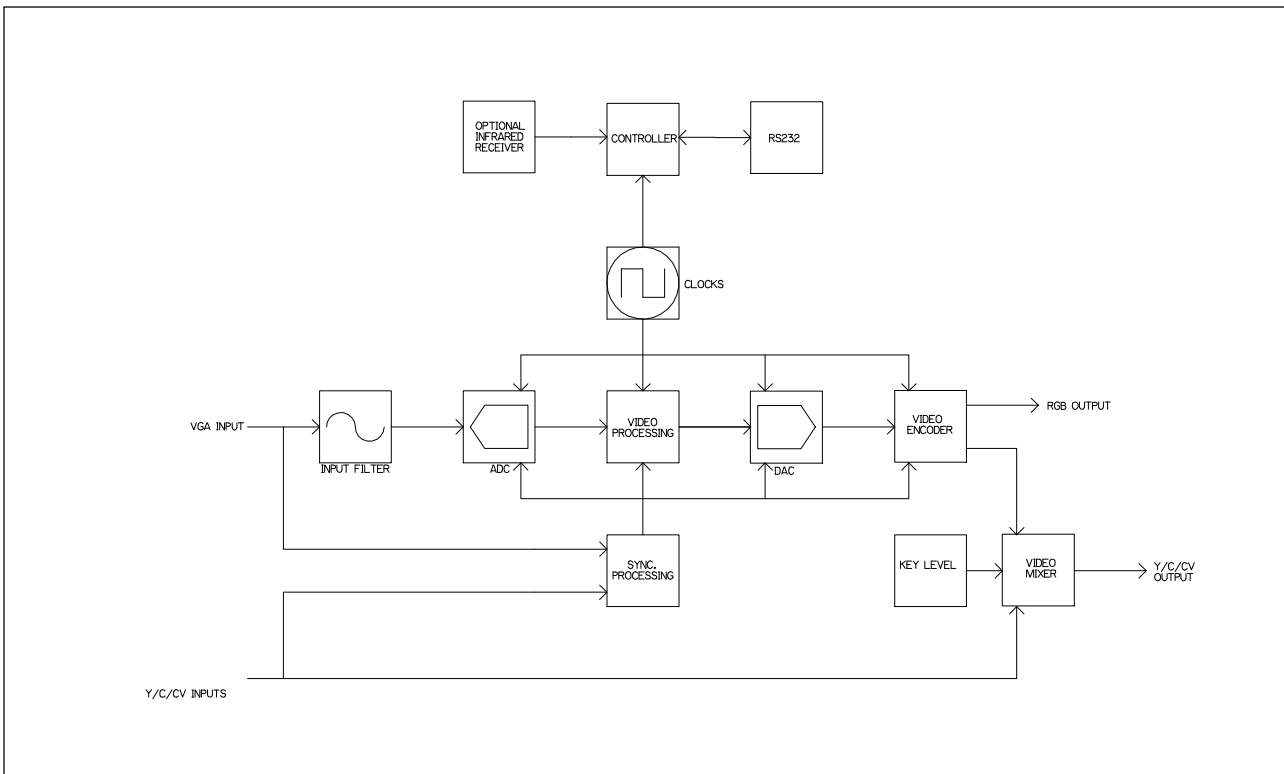 OPTIONAL
INFRARED
RECEIVER
CONTROLLER
RS232
CLOCKS
VGA INPUT
INPUT FILTER
ADC
VIDEO
PROCESSING
DAC
VIDEO
ENCODER
RGB OUTPUT
SYNC.
PROCESSING
KEY LEVEL
VIDEO
MIXER
Y/C/CV
OUTPUT
Y/C/CV INPUTS